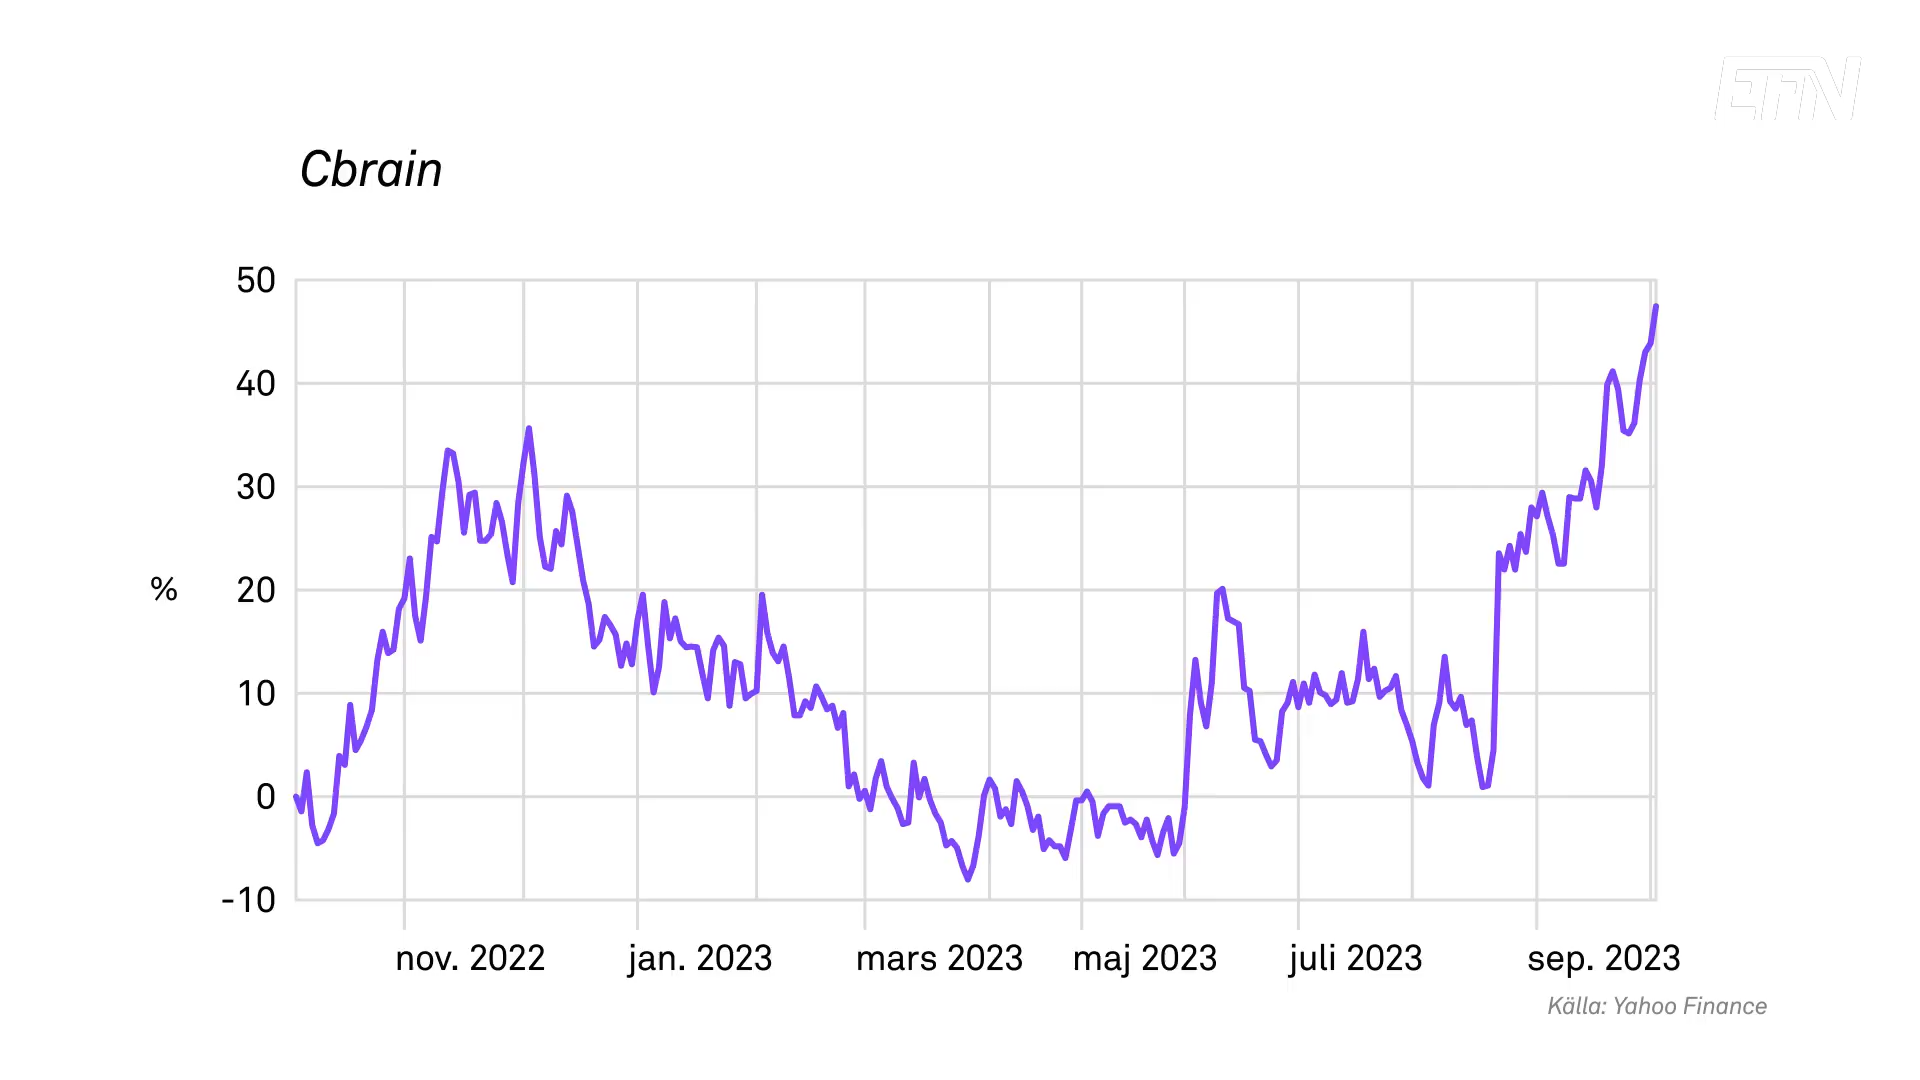 ETFN
Cbrain
50
40
30
% 20
10
0
-10
nov. 2022 jan. 2023 mars 2023 maj 2023 juli 2023 sep. 2023
Källa: Yahoo Finance